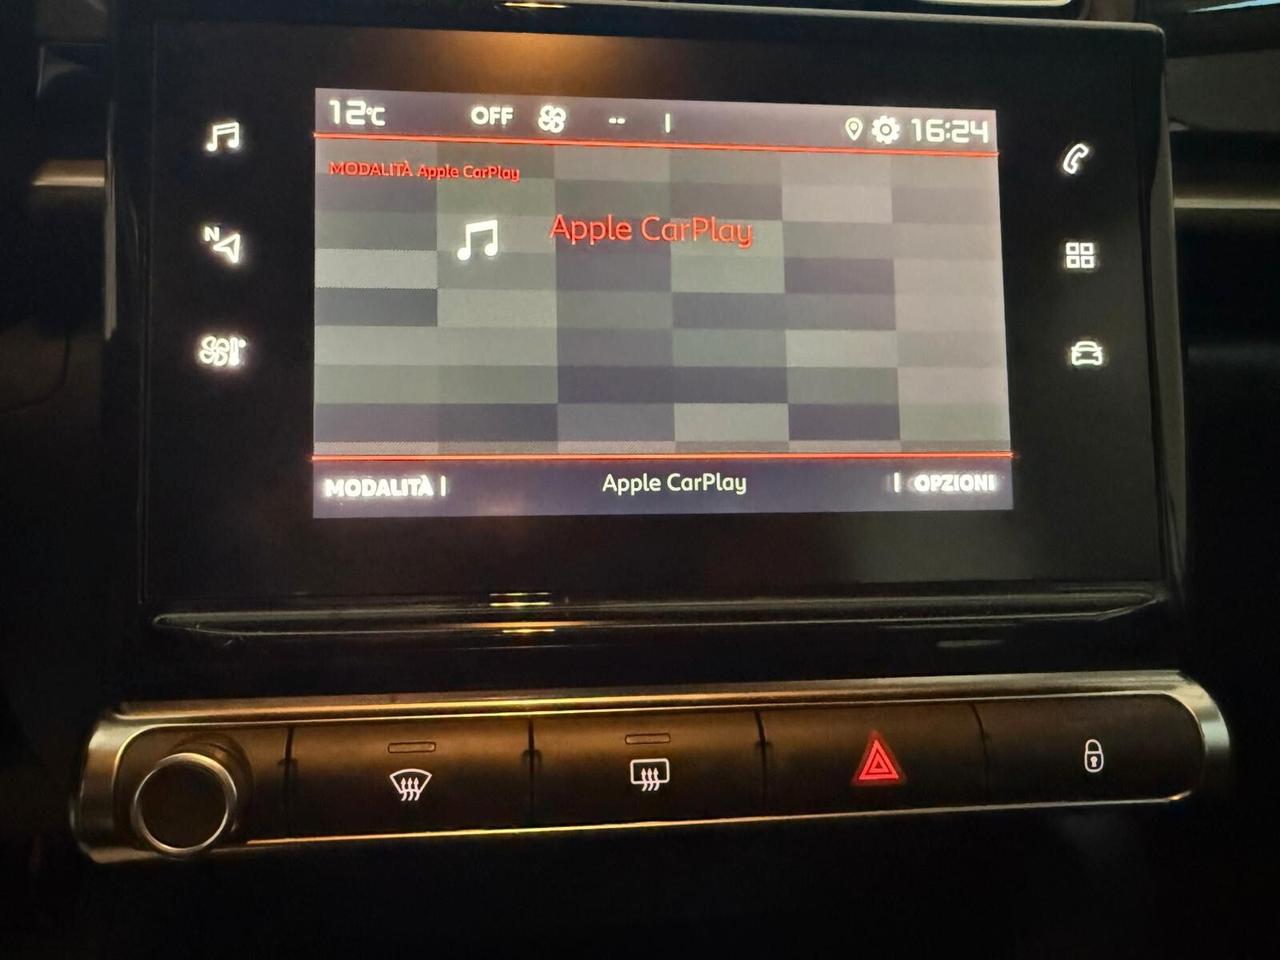 12°C OFF -- 16:24
MODALITÀ Apple CarPlay
Apple CarPlay
N
MODALITÀ Apple CarPlay OPZIONI